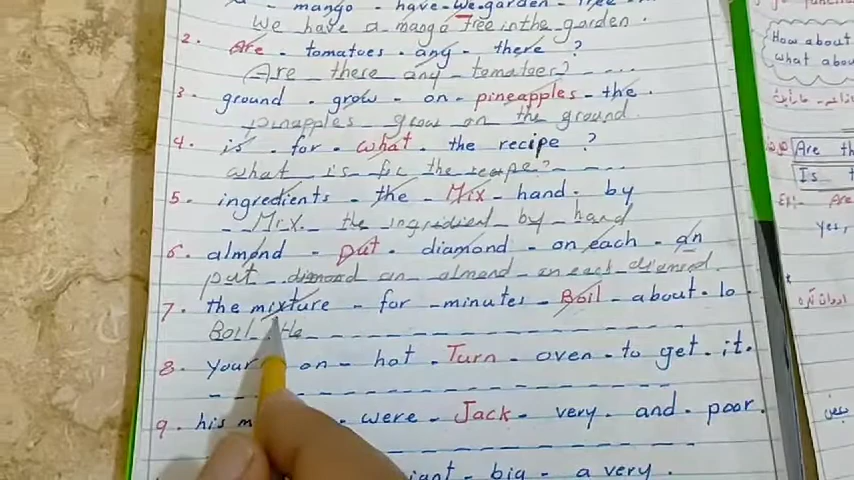 mango - have - we - garden - Tree -
We have a mango Tree in the garden.
2. Are - tomatoes - any - there ?
Are there any tomatoes?
3. ground - grow - on - pineapples - the.
pinapples grow on the ground
4. is - for - what - the recipe ?
what is for the recepe?
5. ingredients - the - Mix - hand - by
Mix the ingredient by hand
6. almond - put - diamond - on each - an
put an almond on each diamond.
7. the mixture - for - minutes - Boil - about - 10
Boil the
8. your on - hot - Turn - oven - to get - it.
9. his were - Jack - very - and - poor.
big - a very.
How about
What about
Are th
Is
Are
Yes,